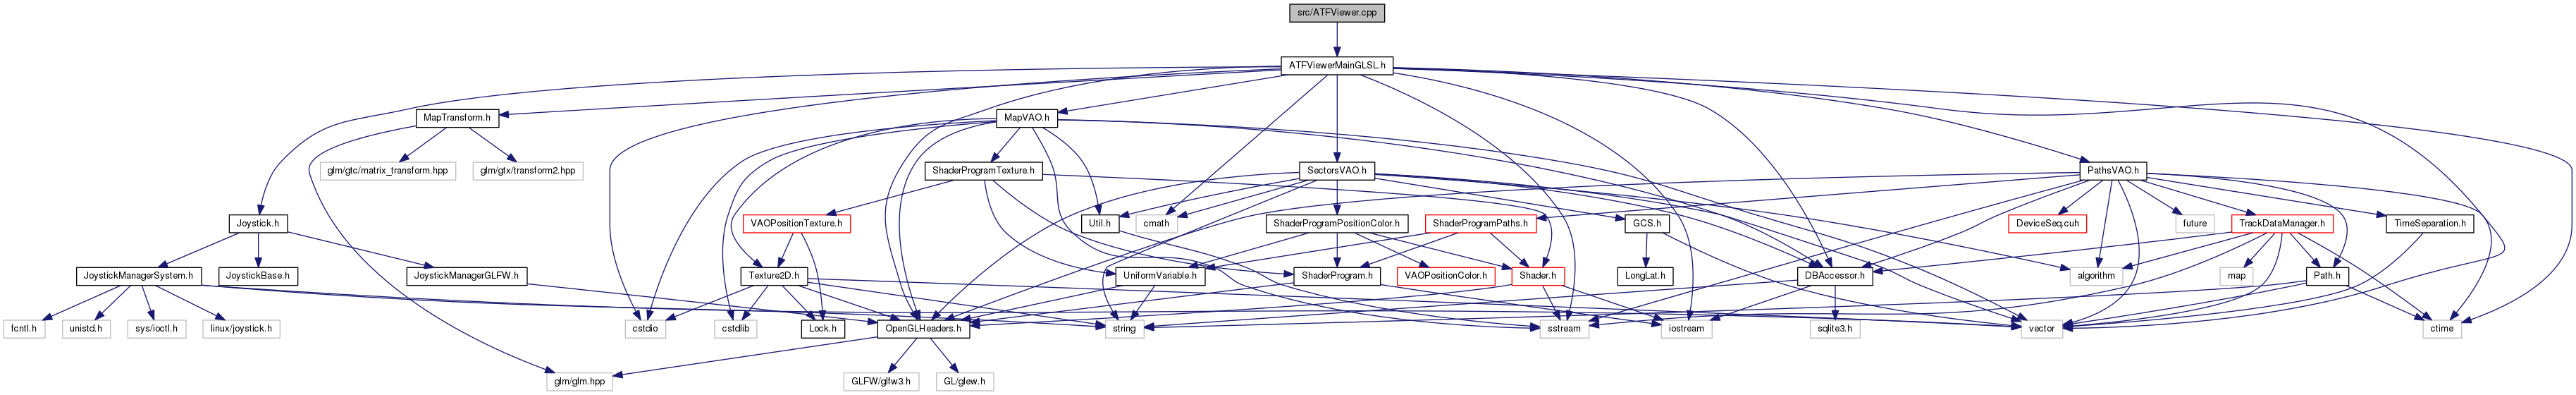 src/ATFViewer.cpp
ATFViewerMainGLSL.h
MapTransform.h
MapVAO.h
glm/gtc/matrix_transform.hpp
glm/gtx/transform2.hpp
ShaderProgramTexture.h
SectorsVAO.h
PathsVAO.h
Joystick.h
VAOPositionTexture.h
Util.h
cmath
ShaderProgramPositionColor.h
ShaderProgramPaths.h
GCS.h
DeviceSeq.cuh
future
TrackDataManager.h
TimeSeparation.h
JoystickManagerSystem.h
JoystickBase.h
JoystickManagerGLFW.h
Texture2D.h
UniformVariable.h
ShaderProgram.h
VAOPositionColor.h
Shader.h
LongLat.h
DBAccessor.h
algorithm
map
Path.h
fcntl.h
unistd.h
sys/ioctl.h
linux/joystick.h
cstdio
cstdlib
Lock.h
OpenGLHeaders.h
string
sstream
iostream
sqlite3.h
vector
ctime
glm/glm.hpp
GLFW/glfw3.h
GL/glew.h